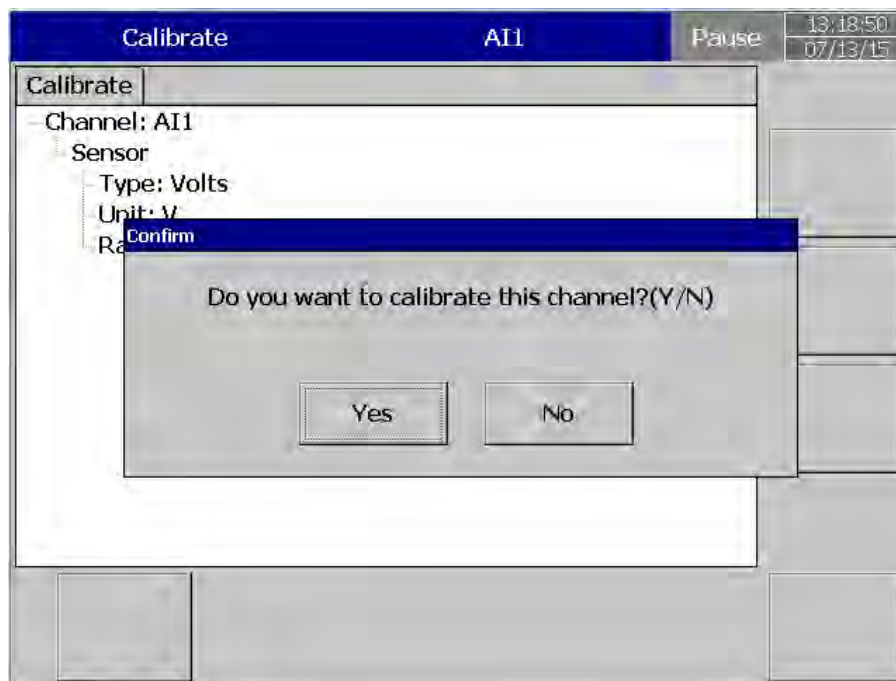 Calibrate AI1 Pause 13:18:50
07/13/15
Calibrate
Channel: AI1
Sensor
Type: Volts
Unit: V
Ra
Confirm
Do you want to calibrate this channel?(Y/N)
Yes No